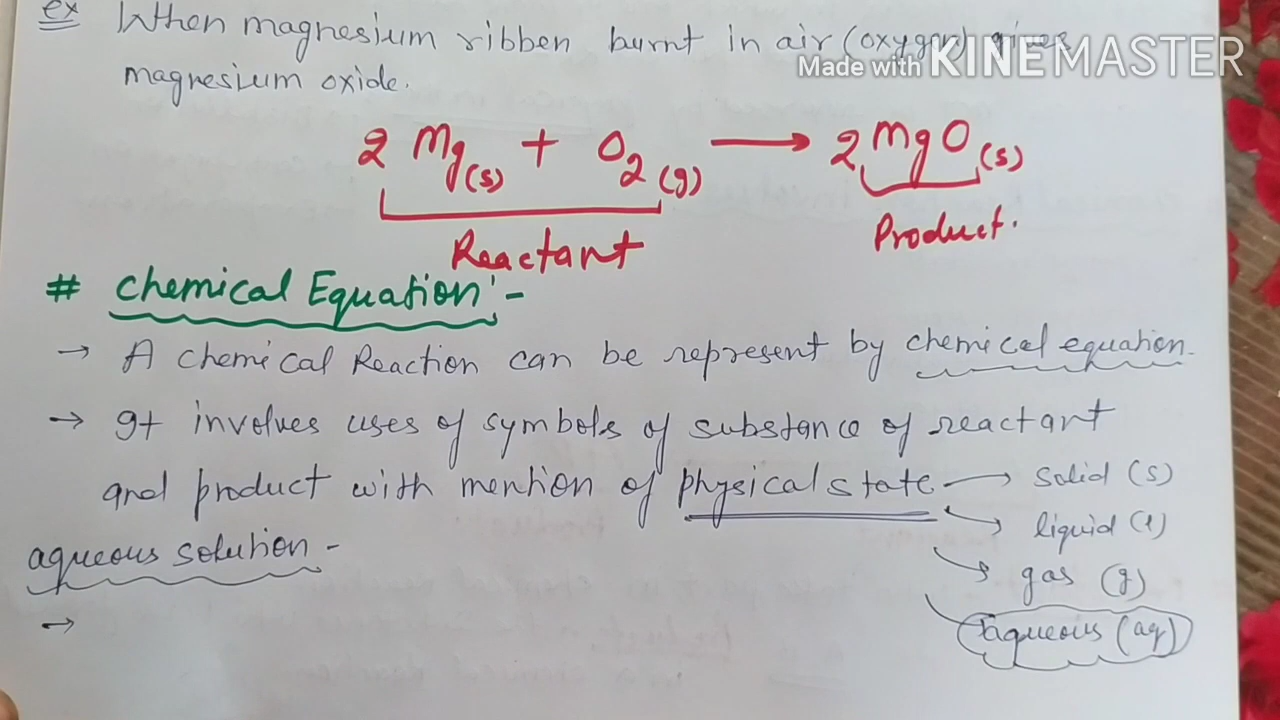 ex When magnesium ribben burnt in air (oxygen) gives
Made with KINEMASTER
magnesium oxide.
2 Mg(s) + O2(g) → 2MgO(s)
Reactant
Product.
# Chemical Equation:-
→ A chemical Reaction can be represent by chemical equation.
→ It involves uses of symbols of substance of reactant
and product with mention of physical state → solid (s)
→ liquid (l)
aqueous solution -
→ gas (g)
→
aqueous (aq)